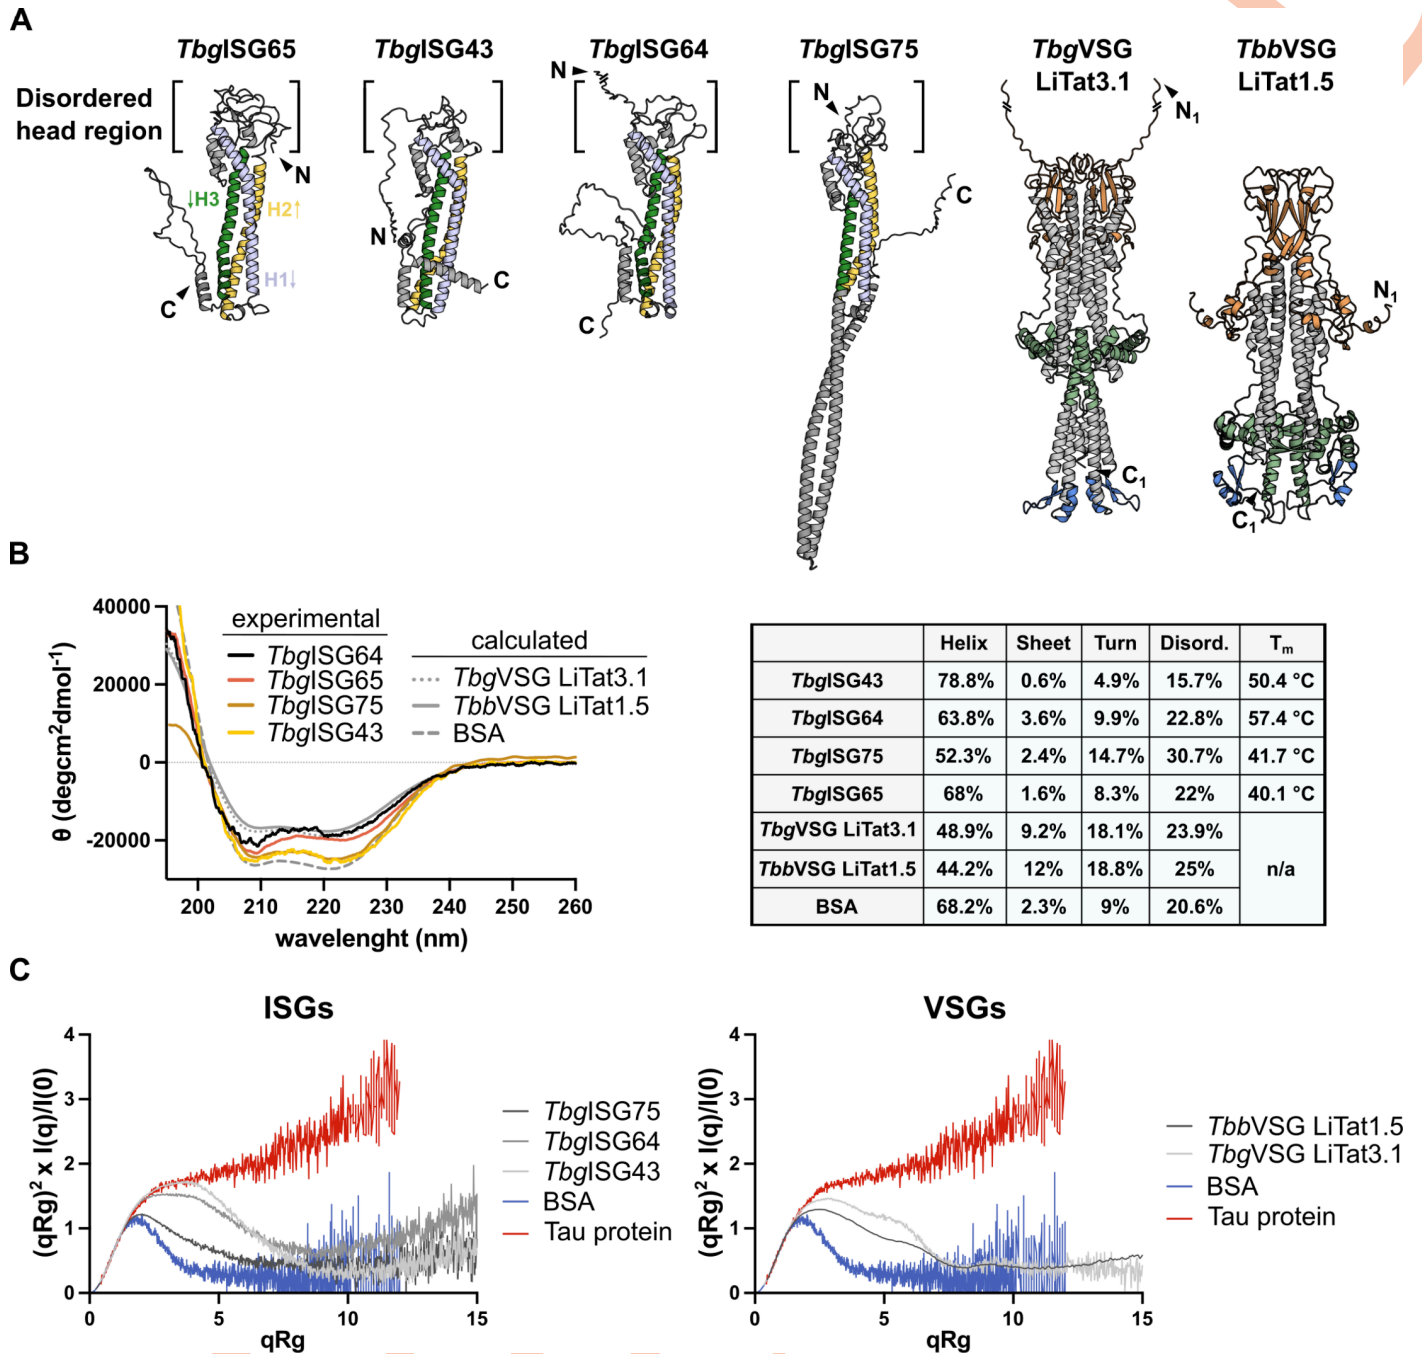 A
TbgISG65
TbgISG43
TbgISG64
TbgISG75
TbgVSG
LiTat3.1
TbbVSG
LiTat1.5
Disordered
head region
N
↓H3
H2↑
H1↓
C
N
C
N
C
N
C
N1
C1
N1
C1
B
40000
20000
0
-20000
θ (degcm2dmol-1)
experimental
TbgISG64
TbgISG65
TbgISG75
TbgISG43
calculated
TbgVSG LiTat3.1
TbbVSG LiTat1.5
BSA
200 210 220 230 240 250 260
wavelenght (nm)
Helix Sheet Turn Disord. Tm
TbgISG43 78.8% 0.6% 4.9% 15.7% 50.4 °C
TbgISG64 63.8% 3.6% 9.9% 22.8% 57.4 °C
TbgISG75 52.3% 2.4% 14.7% 30.7% 41.7 °C
TbgISG65 68% 1.6% 8.3% 22% 40.1 °C
TbgVSG LiTat3.1 48.9% 9.2% 18.1% 23.9%
TbbVSG LiTat1.5 44.2% 12% 18.8% 25% n/a
BSA 68.2% 2.3% 9% 20.6%
C
ISGs
4
3
2
1
0
(qRg)2 x I(q)/I(0)
TbgISG75
TbgISG64
TbgISG43
BSA
Tau protein
0 5 10 15
qRg
VSGs
4
3
2
1
0
(qRg)2 x I(q)/I(0)
TbbVSG LiTat1.5
TbgVSG LiTat3.1
BSA
Tau protein
0 5 10 15
qRg